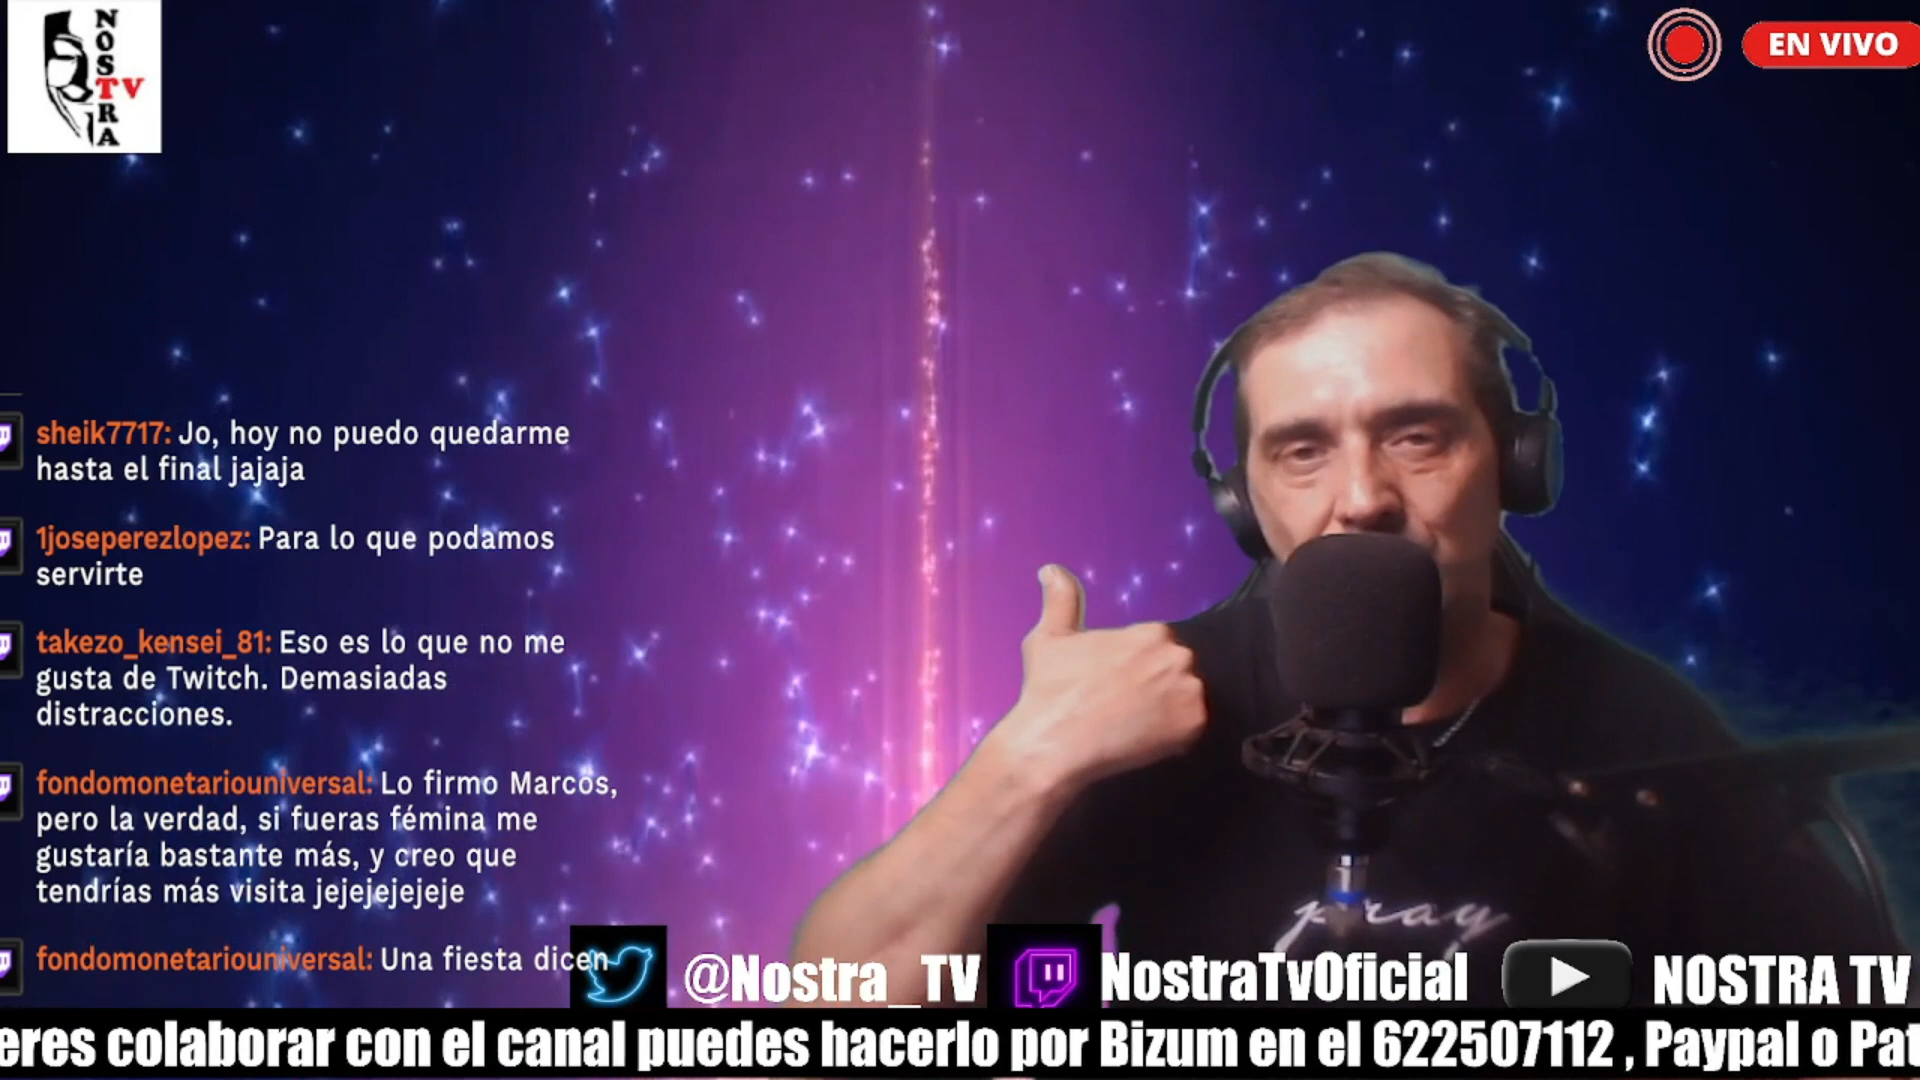 NOSTRA
TV
EN VIVO
sheik7717: Jo, hoy no puedo quedarme
hasta el final jajaja
1joseperezlopez: Para lo que podamos
servirte
takezo_kensei_81: Eso es lo que no me
gusta de Twitch. Demasiadas
distracciones.
fondomonetariouniversal: Lo firmo Marcos,
pero la verdad, si fueras fémina me
gustaría bastante más, y creo que
tendrías más visita jejejejejeje
fondomonetariouniversal: Una fiesta dicen
pray
@Nostra_TV
NostraTvOficial
NOSTRA TV
eres colaborar con el canal puedes hacerlo por Bizum en el 622507112 , Paypal o Pat